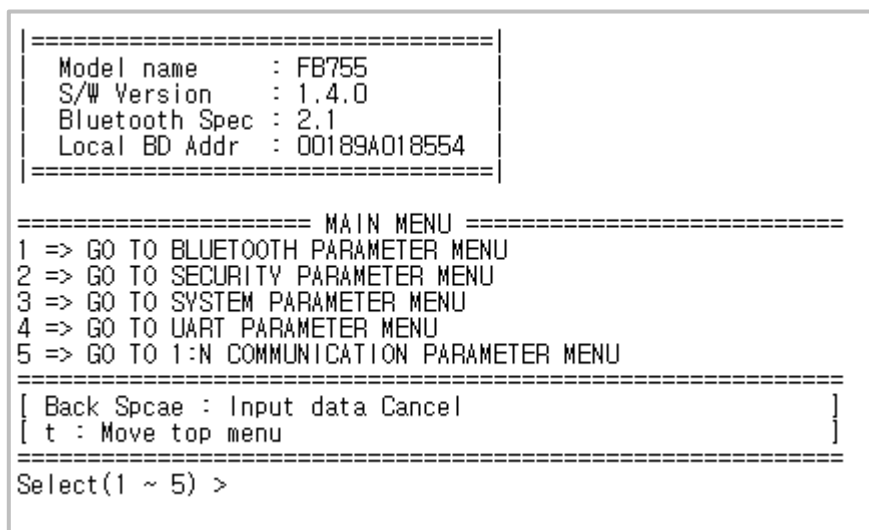 |=================================|
| Model name : FB755 |
| S/₩ Version : 1.4.0 |
| Bluetooth Spec : 2.1 |
| Local BD Addr : 00189A018554 |
|=================================|
===================== MAIN MENU ===========================
1 => GO TO BLUETOOTH PARAMETER MENU
2 => GO TO SECURITY PARAMETER MENU
3 => GO TO SYSTEM PARAMETER MENU
4 => GO TO UART PARAMETER MENU
5 => GO TO 1:N COMMUNICATION PARAMETER MENU
===========================================================
[ Back Spcae : Input data Cancel ]
[ t : Move top menu ]
===========================================================
Select(1 ~ 5) >